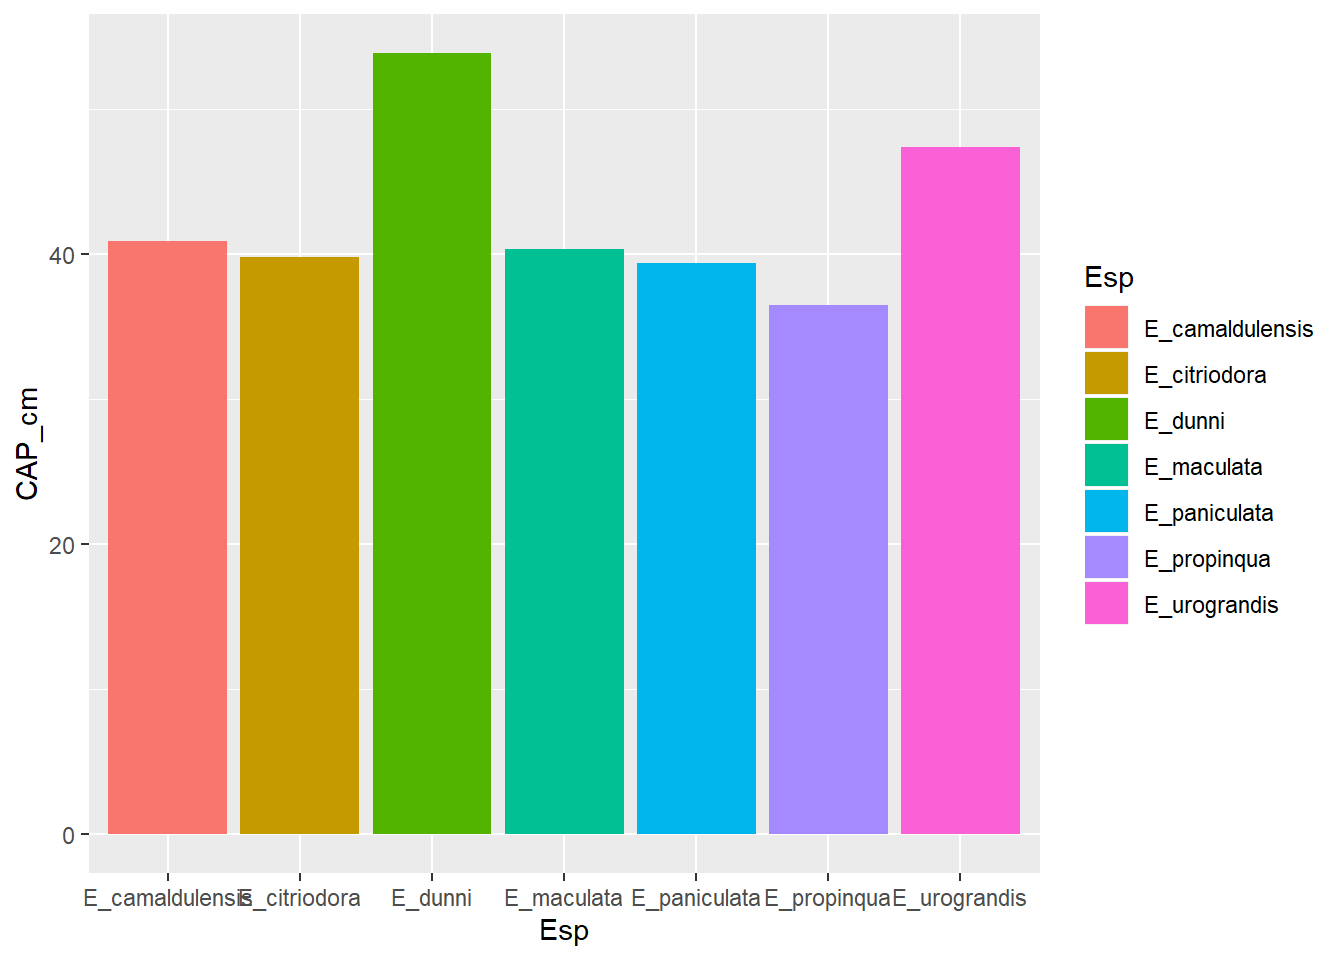 CAP_cm
40
20
0
E_camaldulensis
E_citriodora
E_dunni
E_maculata
E_paniculata
E_propinqua
E_urograndis
Esp
Esp
E_camaldulensis
E_citriodora
E_dunni
E_maculata
E_paniculata
E_propinqua
E_urograndis